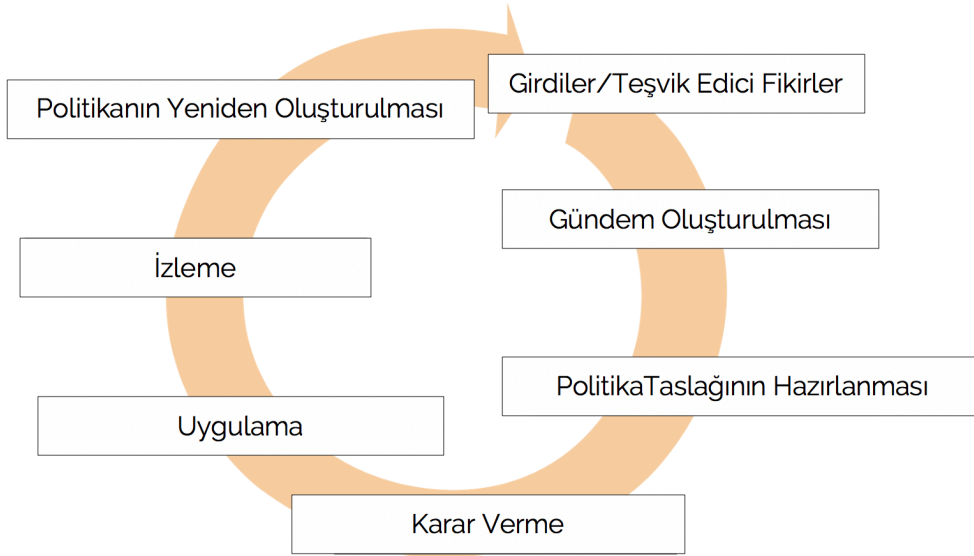 Girdiler/Teşvik Edici Fikirler
Politikanın Yeniden Oluşturulması
Gündem Oluşturulması
İzleme
PolitikaTaslağının Hazırlanması
Uygulama
Karar Verme